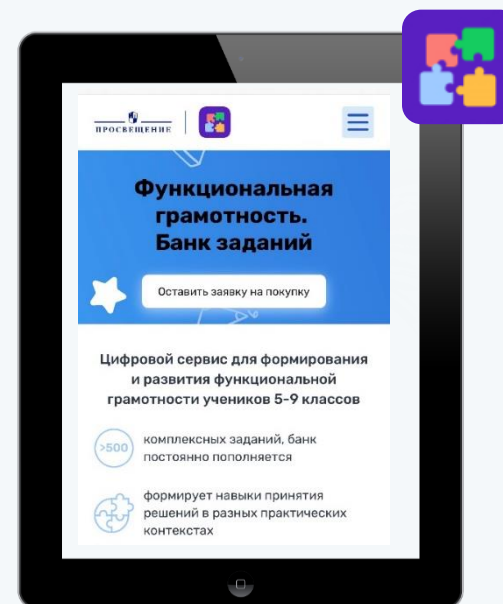 ПРОСВЕЩЕНИЕ
Функциональная
грамотность.
Банк заданий
Оставить заявку на покупку
Цифровой сервис для формирования
и развития функциональной
грамотности учеников 5-9 классов
>500
комплексных заданий, банк
постоянно пополняется
формирует навыки принятия
решений в разных практических
контекстах